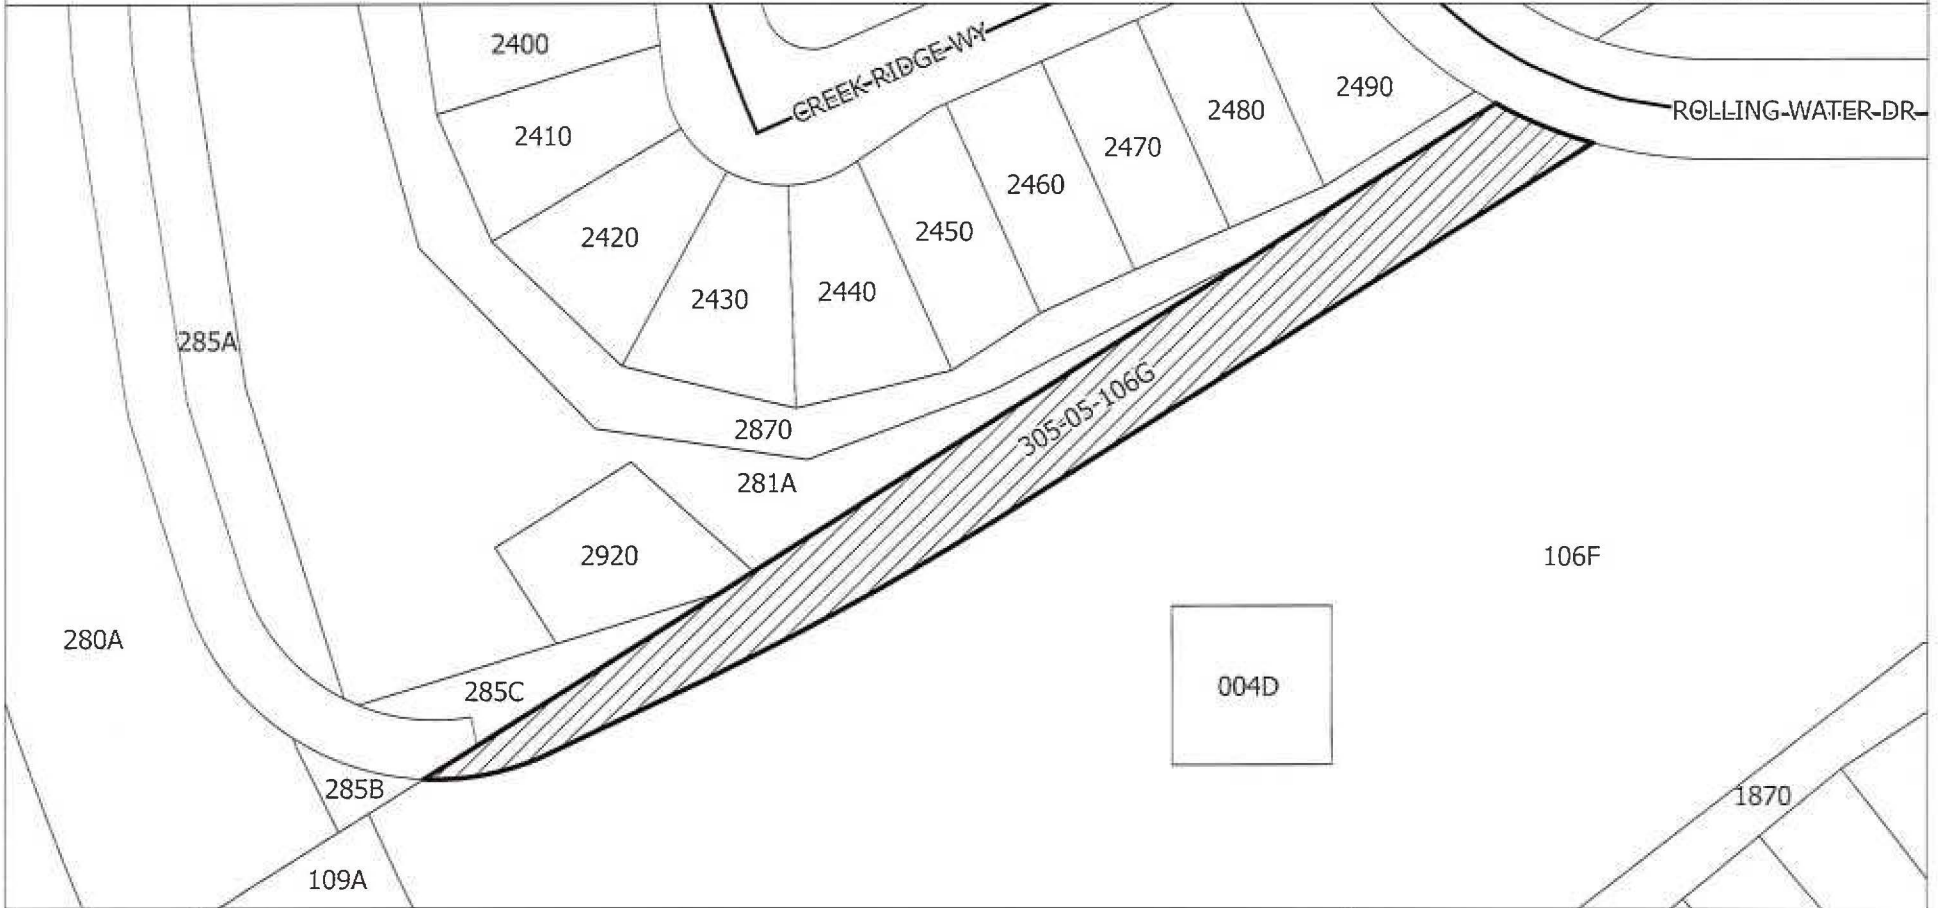 2400
CREEK-RIDGE-WY
2490
2480
ROLLING-WATER-DR
2410
2470
2460
2420
2450
2430
2440
285A
305-05-106G
2870
281A
2920
106F
280A
285C
004D
285B
1870
109A